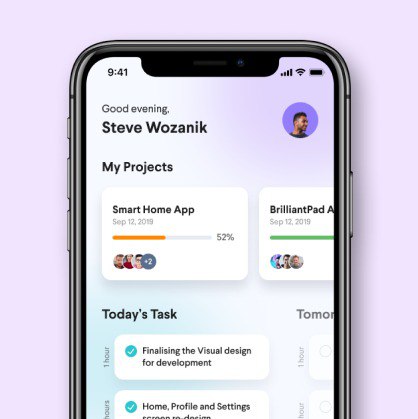 9:41
Good evening,
Steve Wozanik
My Projects
Smart Home App
Sep 12, 2019
52%
+2
BrilliantPad A
Sep 12, 2019
Today's Task
Tomor
1 hour
Finalising the Visual design
for development
1 hour
hours
Home, Profile and Settings
screen re-design